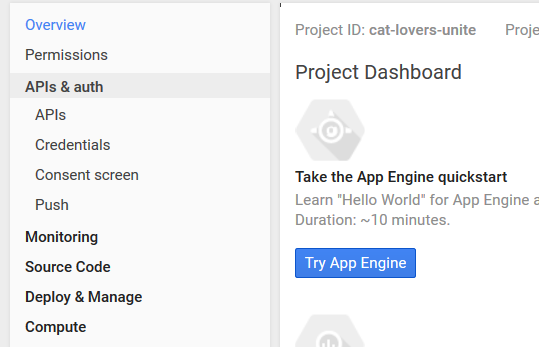 Overview
Permissions
APIs & auth
APIs
Credentials
Consent screen
Push
Monitoring
Source Code
Deploy & Manage
Compute
Project ID: cat-lovers-unite
Project Dashboard
Take the App Engine quickstart
Learn "Hello World" for App Engine
Duration: ~10 minutes.
Try App Engine